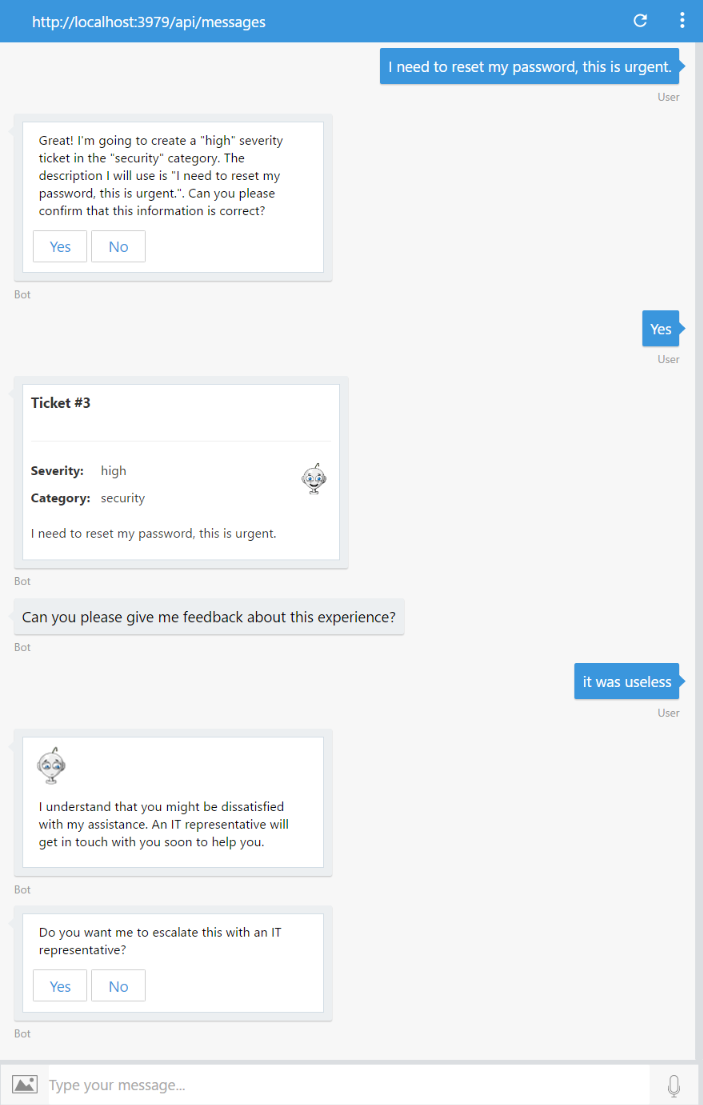 http://localhost:3979/api/messages
I need to reset my password, this is urgent.
User
Great! I'm going to create a "high" severity
ticket in the "security" category. The
description I will use is "I need to reset my
password, this is urgent.". Can you please
confirm that this information is correct?
Yes No
Bot
Yes
User
Ticket #3
Severity: high
Category: security
I need to reset my password, this is urgent.
Bot
Can you please give me feedback about this experience?
Bot
it was useless
User
I understand that you might be dissatisfied
with my assistance. An IT representative will
get in touch with you soon to help you.
Bot
Do you want me to escalate this with an IT
representative?
Yes No
Bot
Type your message...